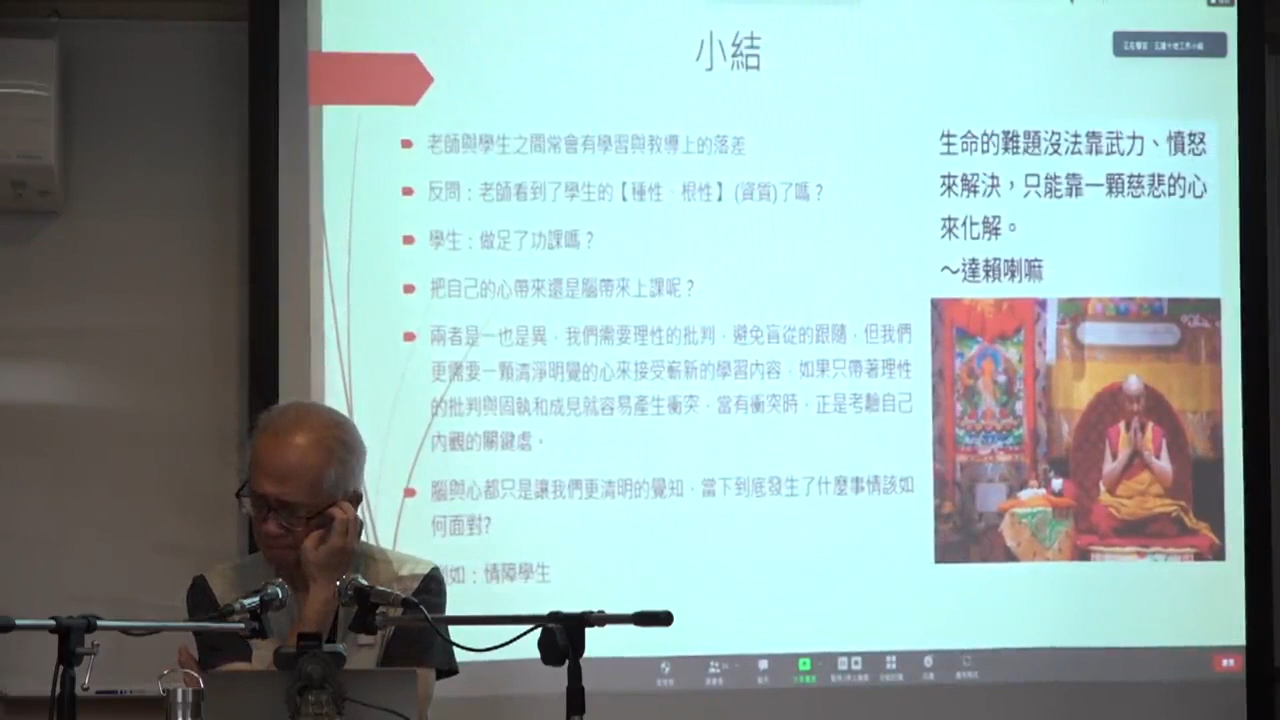 小結
老師與學生之間常會有學習與教導上的落差
反問：老師看到了學生的【種性、根性】(資質)了嗎？
學生：做足了功課嗎？
把自己的心帶來還是腦帶來上課呢？
兩者是一也是異，我們需要理性的批判，避免盲從的跟隨，但我們
更需要一顆清淨明覺的心來接受嶄新的學習內容，如果只帶著理性
的批判與固執和成見就容易產生衝突，當有衝突時，正是考驗自己
內觀的關鍵處。
腦與心都只是讓我們更清明的覺知，當下到底發生了什麼事情該如
何面對?
如：情障學生
生命的難題沒法靠武力、憤怒
來解決，只能靠一顆慈悲的心
來化解。
～達賴喇嘛